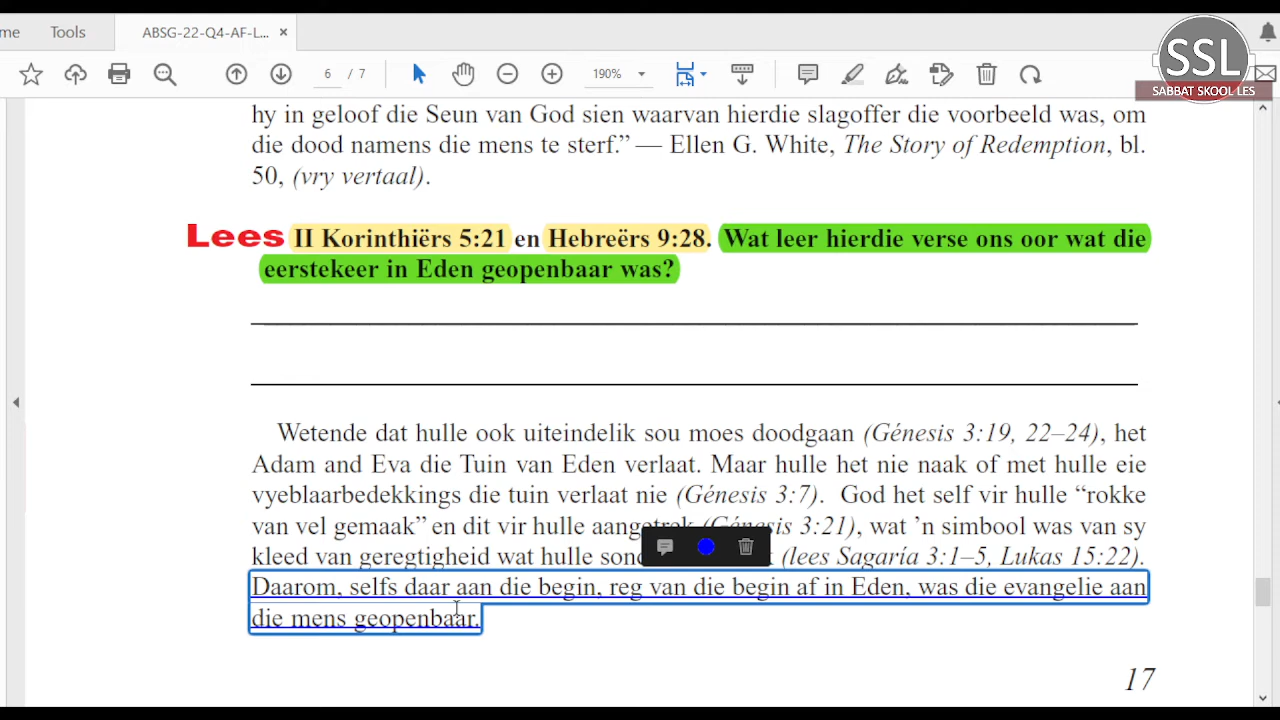 me Tools ABSG-22-Q4-AF-L... ×
6 / 7 190%
SSL
SABBAT SKOOL LES
hy in geloof die Seun van God sien waarvan hierdie slagoffer die voorbeeld was, om
die dood namens die mens te sterf.” — Ellen G. White, The Story of Redemption, bl.
50, (vry vertaal).
Lees II Korinthiërs 5:21 en Hebreërs 9:28. Wat leer hierdie verse ons oor wat die
eerstekeer in Eden geopenbaar was?
Wetende dat hulle ook uiteindelik sou moes doodgaan (Génesis 3:19, 22–24), het
Adam and Eva die Tuin van Eden verlaat. Maar hulle het nie naak of met hulle eie
vyeblaarbedekkings die tuin verlaat nie (Génesis 3:7). God het self vir hulle “rokke
van vel gemaak” en dit vir hulle aangetrek (Génesis 3:21), wat ’n simbool was van sy
kleed van geregtigheid wat hulle (lees Sagaría 3:1–5, Lukas 15:22).
Daarom, selfs daar aan die begin, reg van die begin af in Eden, was die evangelie aan
die mens geopenbaar.
17